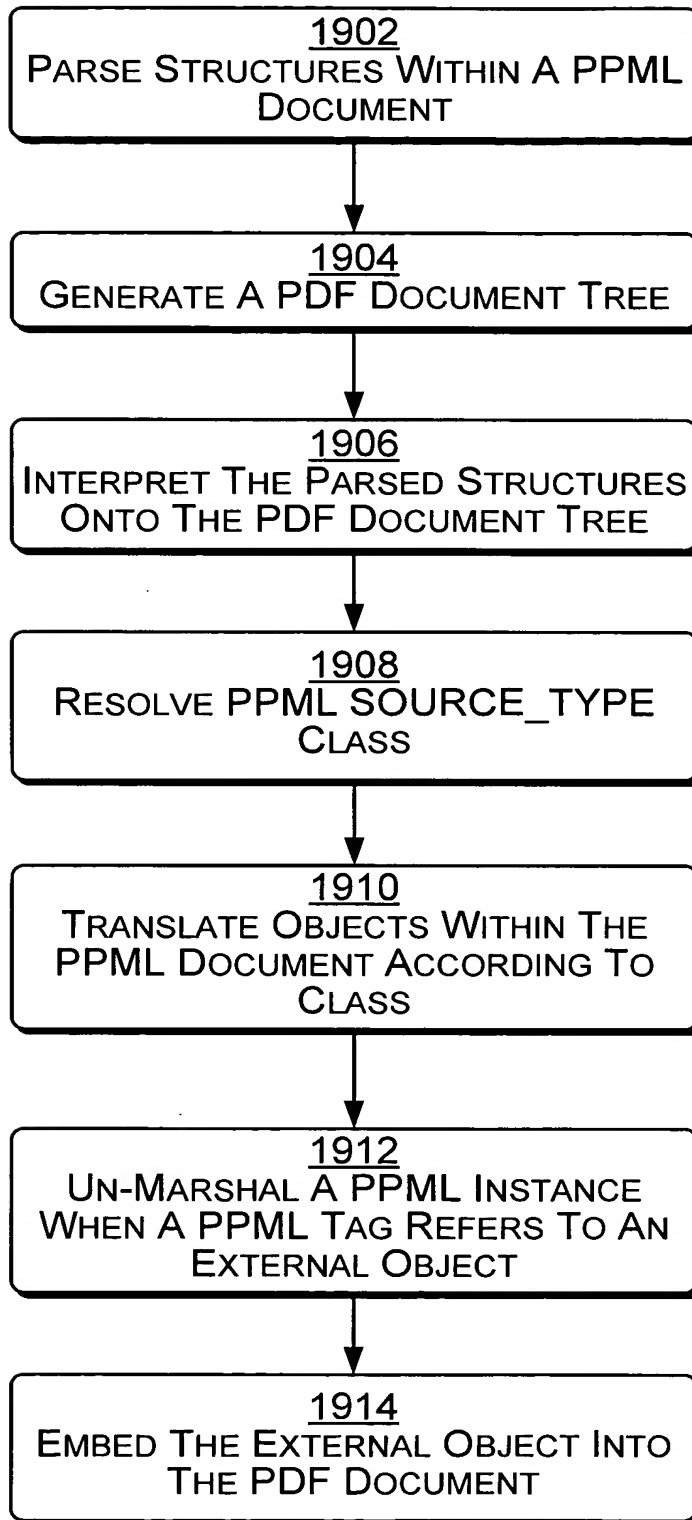 1902
PARSE STRUCTURES WITHIN A PPML
DOCUMENT
1904
GENERATE A PDF DOCUMENT TREE
1906
INTERPRET THE PARSED STRUCTURES
ONTO THE PDF DOCUMENT TREE
1908
RESOLVE PPML SOURCE_TYPE
CLASS
1910
TRANSLATE OBJECTS WITHIN THE
PPML DOCUMENT ACCORDING TO
CLASS
1912
UN-MARSHAL A PPML INSTANCE
WHEN A PPML TAG REFERS TO AN
EXTERNAL OBJECT
1914
EMBED THE EXTERNAL OBJECT INTO
THE PDF DOCUMENT